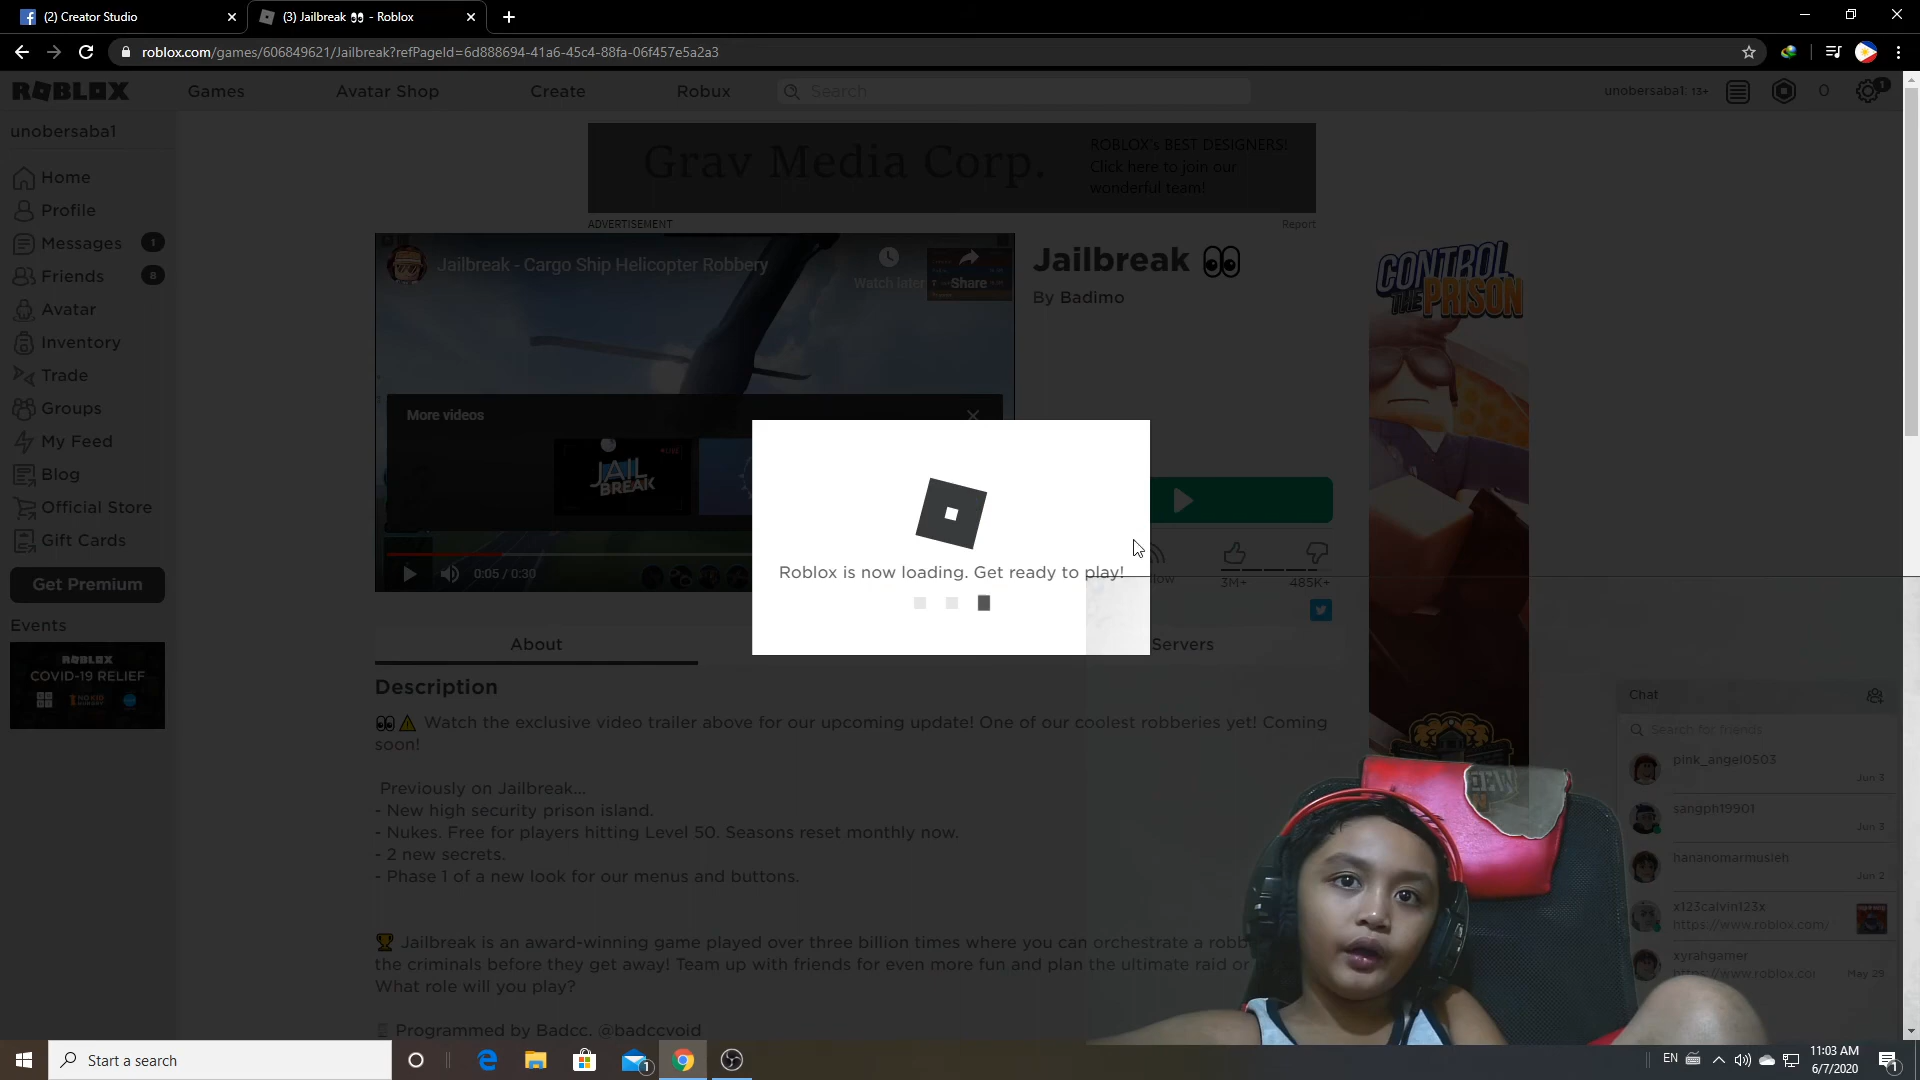 (2) Creator Studio
(3) Jailbreak 👀 - Roblox
roblox.com/games/606849621/Jailbreak?refPageId=6d888694-41a6-45c4-88fa-06f457e5a2a3
ROBLOX
Games
Avatar Shop
Create
Robux
Search
unobersaba1: 13+
0
1
unobersaba1
Home
Profile
Messages 1
Friends 8
Avatar
Inventory
Trade
Groups
My Feed
Blog
Official Store
Gift Cards
Get Premium
Events
ROBLOX
COVID-19 RELIEF
Grav Media Corp.
ROBLOX's BEST DESIGNERS!
Click here to join our
wonderful team!
ADVERTISEMENT
Report
Jailbreak - Cargo Ship Helicopter Robbery
Watch later
Share
More videos
JAIL
BREAK
0:05 / 0:30
Jailbreak 👀
By Badimo
3M+
485K+
CONTROL
THE PRISON
Roblox is now loading. Get ready to play!
About
Servers
Description
👀⚠ Watch the exclusive video trailer above for our upcoming update! One of our coolest robberies yet! Coming
soon!
Previously on Jailbreak...
- New high security prison island.
- Nukes. Free for players hitting Level 50. Seasons reset monthly now.
- 2 new secrets.
- Phase 1 of a new look for our menus and buttons.
🏆 Jailbreak is an award-winning game played over three billion times where you can orchestrate a robb
the criminals before they get away! Team up with friends for even more fun and plan the ultimate raid or
What role will you play?
Programmed by Badcc. @badccvoid
Chat
Search for friends
pink_angel0503
Jun 3
sangph19901
Jun 3
hananomarmusleh
Jun 2
x123calvin123x
https://www.roblox.com/
xyrahgamer
https://www.roblox.cor
May 29
Start a search
1
EN
11:03 AM
6/7/2020
1